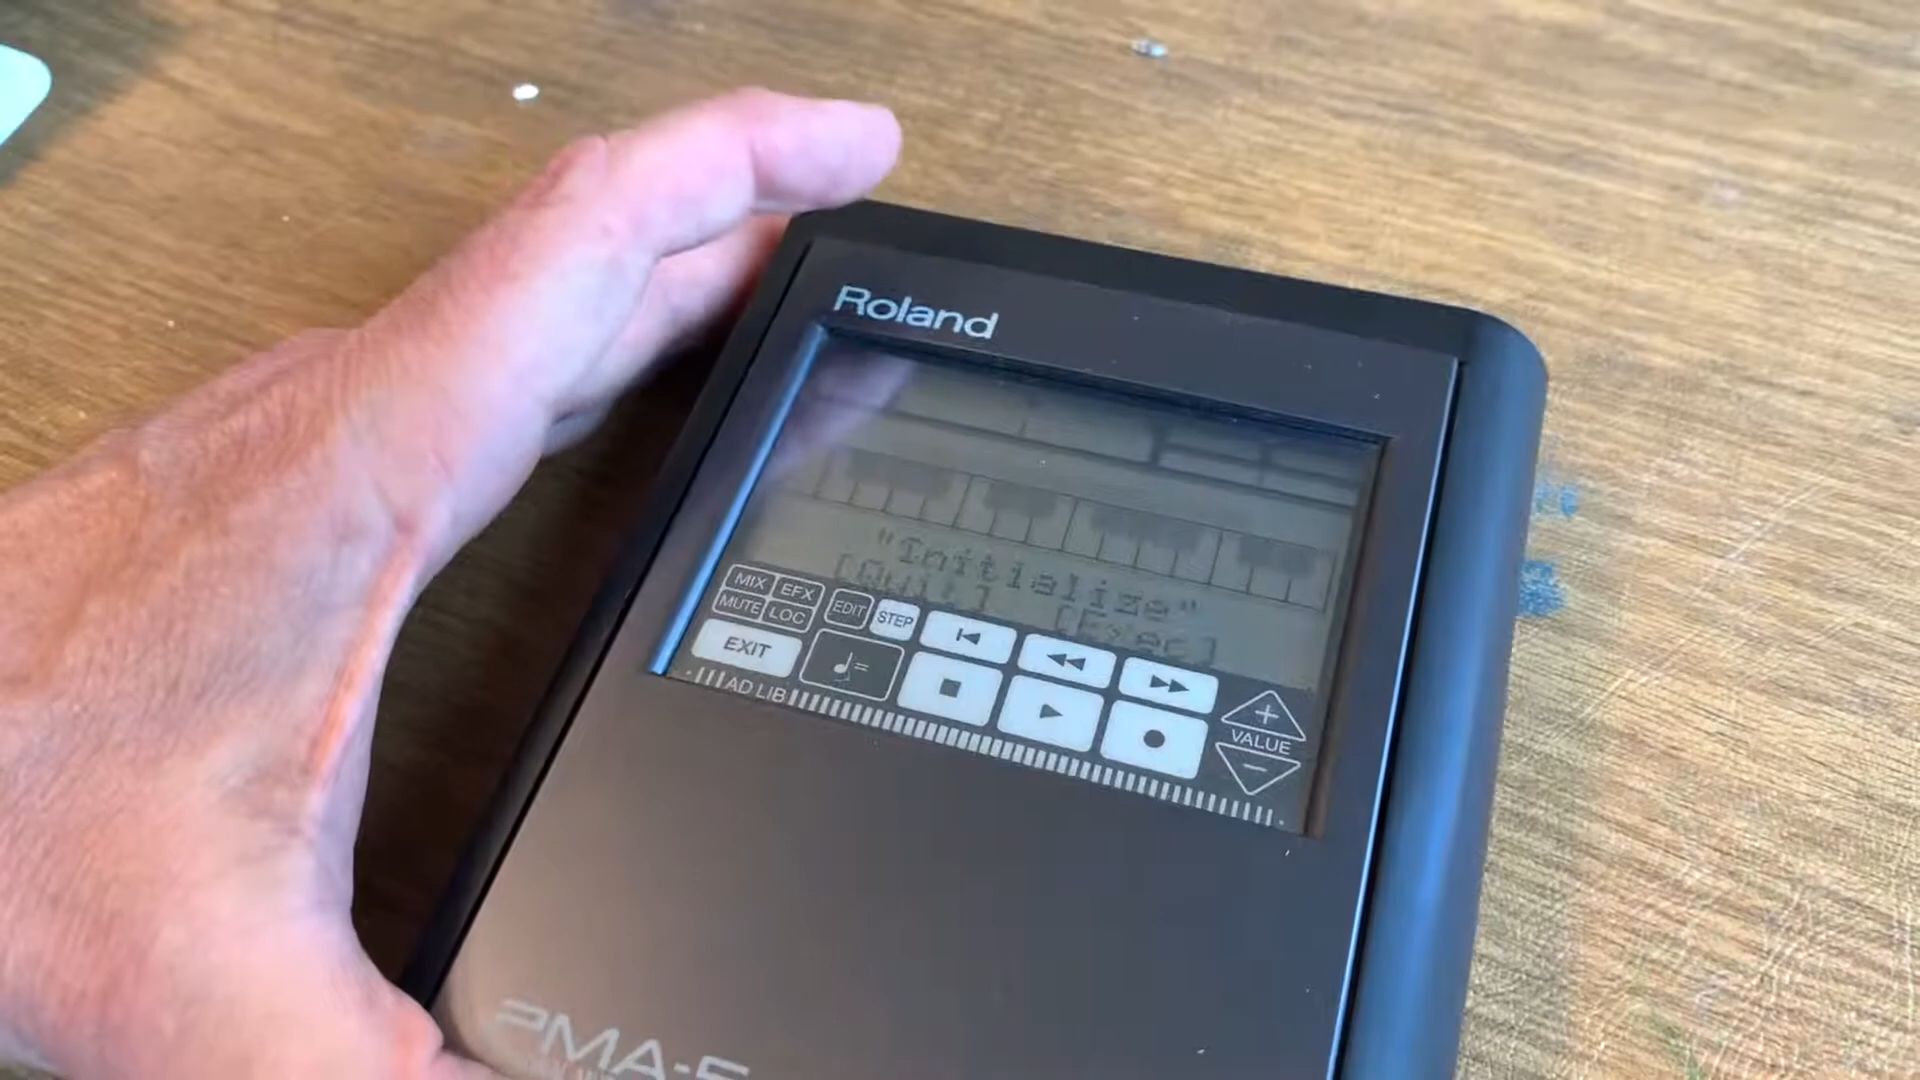 Roland
"Initialize"
[Quit] [Exec]
MIX EFX
MUTE LOC
EDIT STEP
EXIT
=
AD LIB
+
VALUE
-
PMA-5